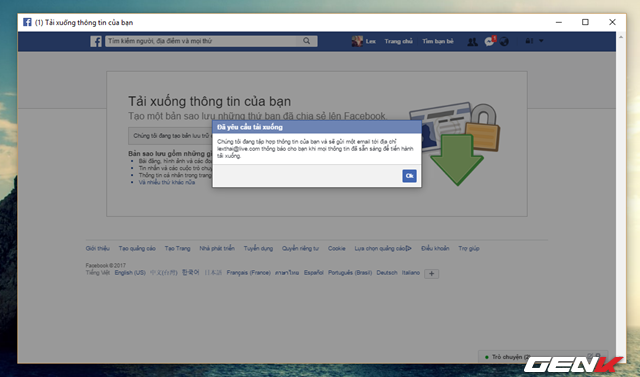 (1) Tải xuống thông tin của bạn
Tìm kiếm người, địa điểm và mọi thứ
Lex Trang chủ Tìm bạn bè
Tải xuống thông tin của bạn
Tạo một bản sao lưu những thứ bạn đã chia sẻ lên Facebook.
Chúng tôi đang tạo bản lưu trữ
Đã yêu cầu tải xuống
Chúng tôi đang tập hợp thông tin của bạn và sẽ gửi một email tới địa chỉ
lexthai@live.com thông báo cho bạn khi mọi thông tin đã sẵn sàng để tiến hành
tải xuống.
Ok
Bản sao lưu gồm những gì
Bài đăng, hình ảnh và các đoạn
Tin nhắn và các cuộc trò chuyện
Thông tin cá nhân trong trang
Và nhiều thứ khác nữa
Giới thiệu Tạo quảng cáo Tạo Trang Nhà phát triển Tuyển dụng Quyền riêng tư Cookie Lựa chọn quảng cáo Điều khoản Trợ giúp
Facebook © 2017
Tiếng Việt English (US) 中文(台灣) 한국어 日本語 Français (France) ภาษาไทย Español Português (Brasil) Deutsch Italiano
Trò chuyện
GENK